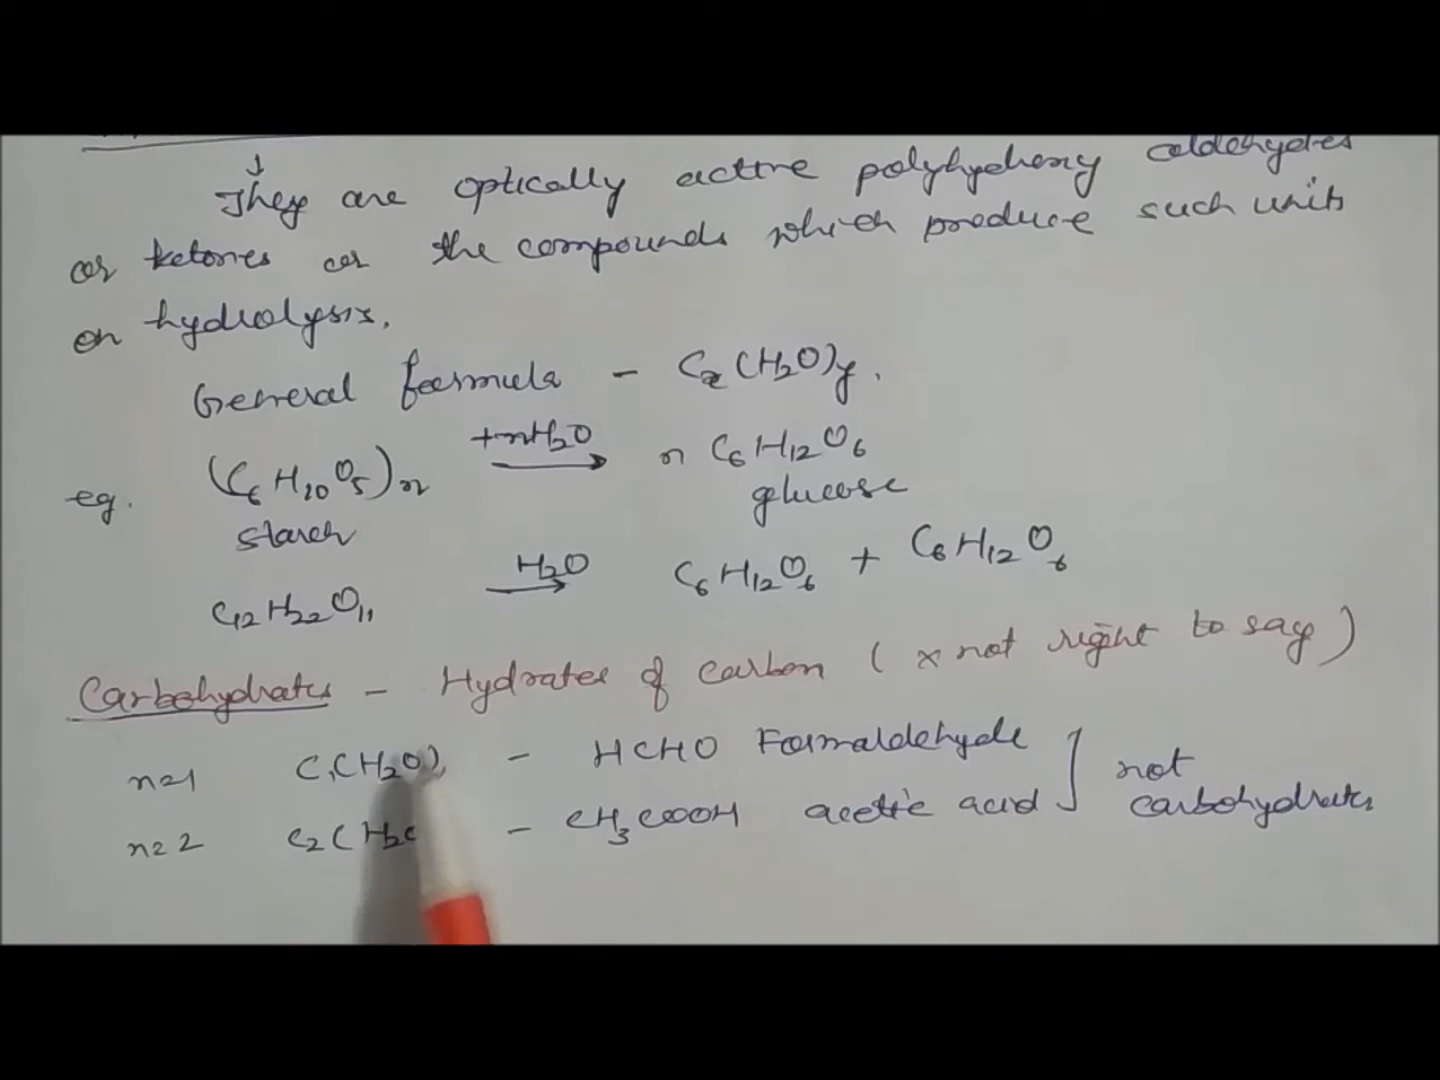 They are optically active polyhydroxy aldehydes
or ketones or the compounds which produce such units
on hydrolysis.
General formula - Cx(H2O)y.
eg. (C6H10O5)n +nH2O → n C6H12O6
starch glucose
C12H22O11 H2O → C6H12O6 + C6H12O6
Carbohydrates - Hydrates of carbon ( x not right to say )
n=1 C1(H2O)1 - HCHO Formaldehyde
n=2 C2(H2O - CH3COOH acetic acid
] not carbohydrates